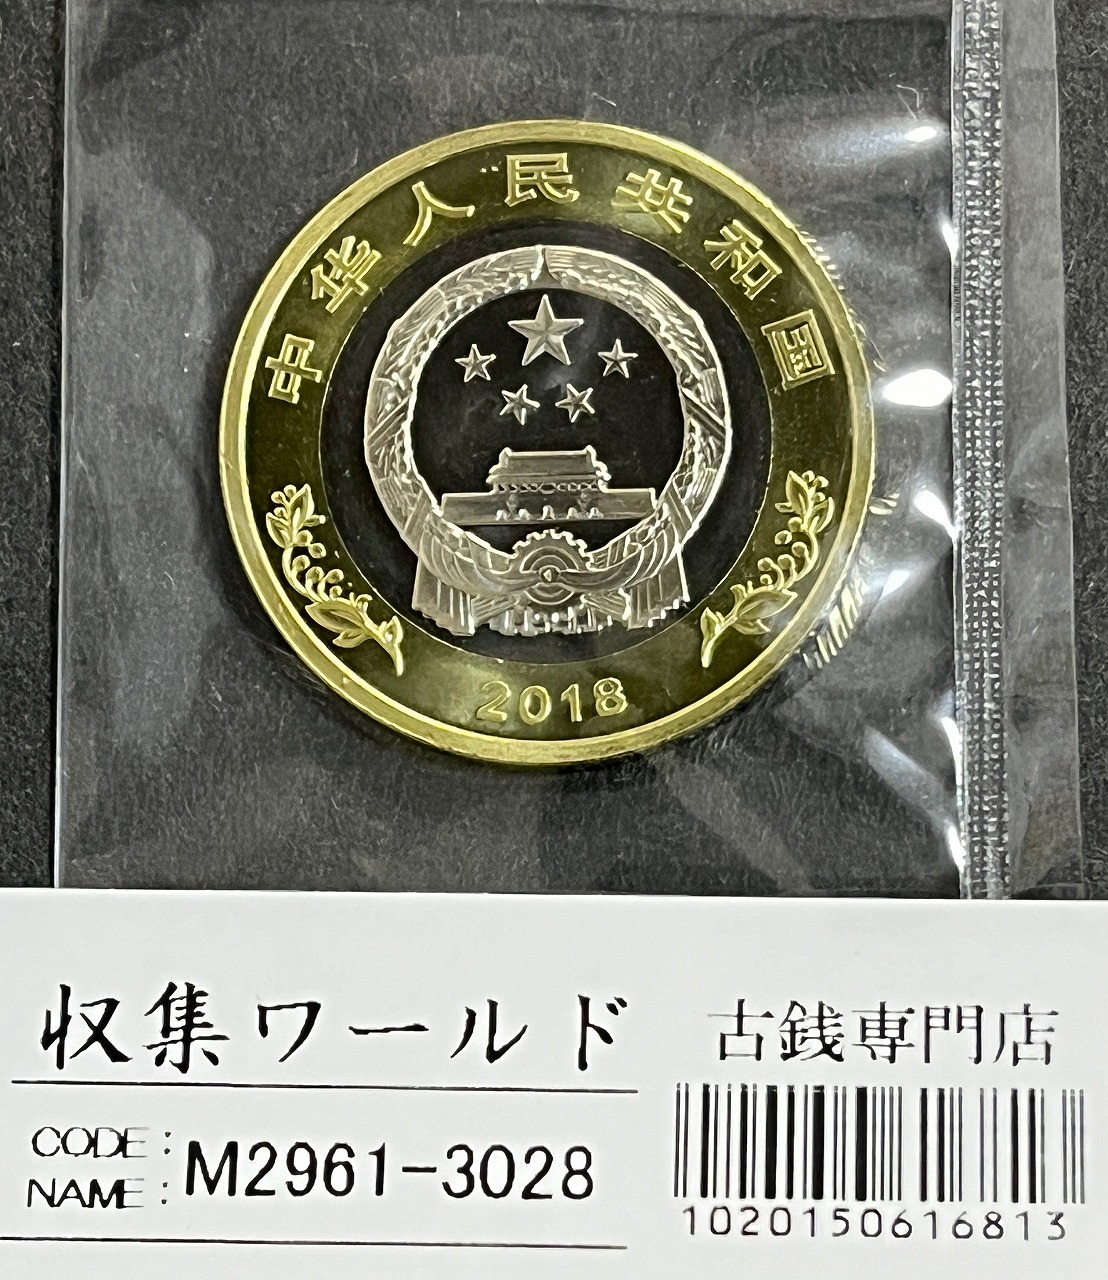 中华人民共和国
2018
収集ワールド
古銭専門店
CODE:
NAME:
M2961-3028
1020150616813